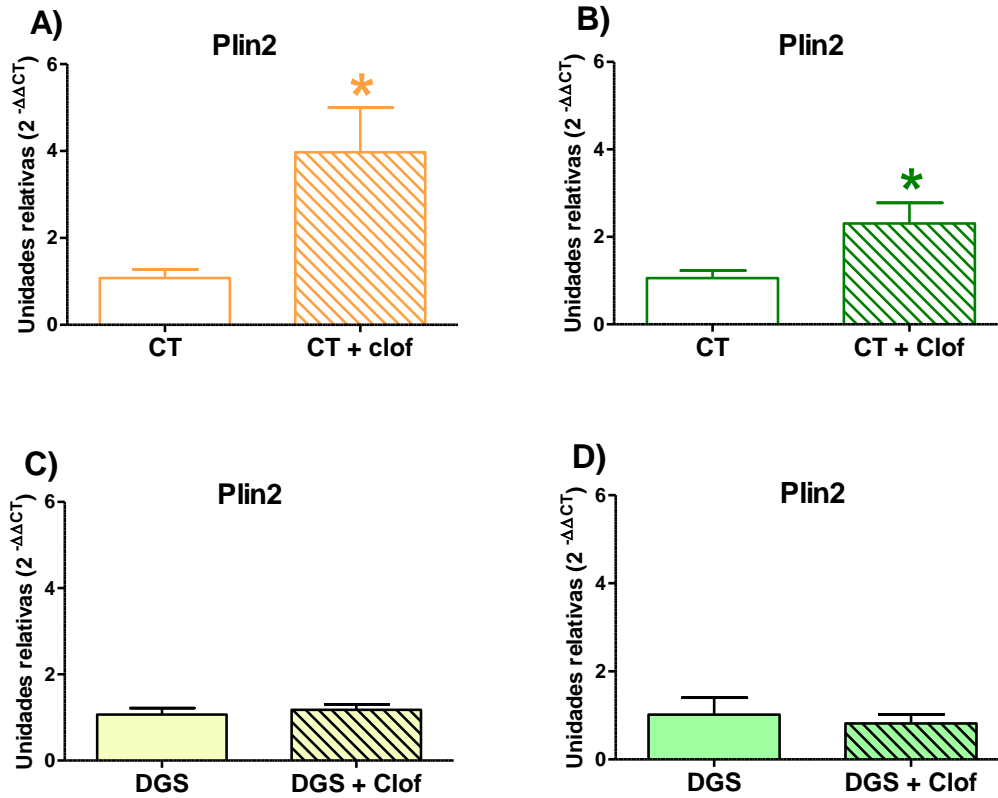 A)
Plin2
Unidades relativas (2 -ΔΔCT)
6
4
2
0
*
CT
CT + clof
B)
Plin2
Unidades relativas (2 -ΔΔCT)
6
4
2
0
*
CT
CT + Clof
C)
Plin2
Unidades relativas (2 -ΔΔCT)
6
4
2
0
DGS
DGS + Clof
D)
Plin2
Unidades relativas (2 -ΔΔCT)
6
4
2
0
DGS
DGS + Clof